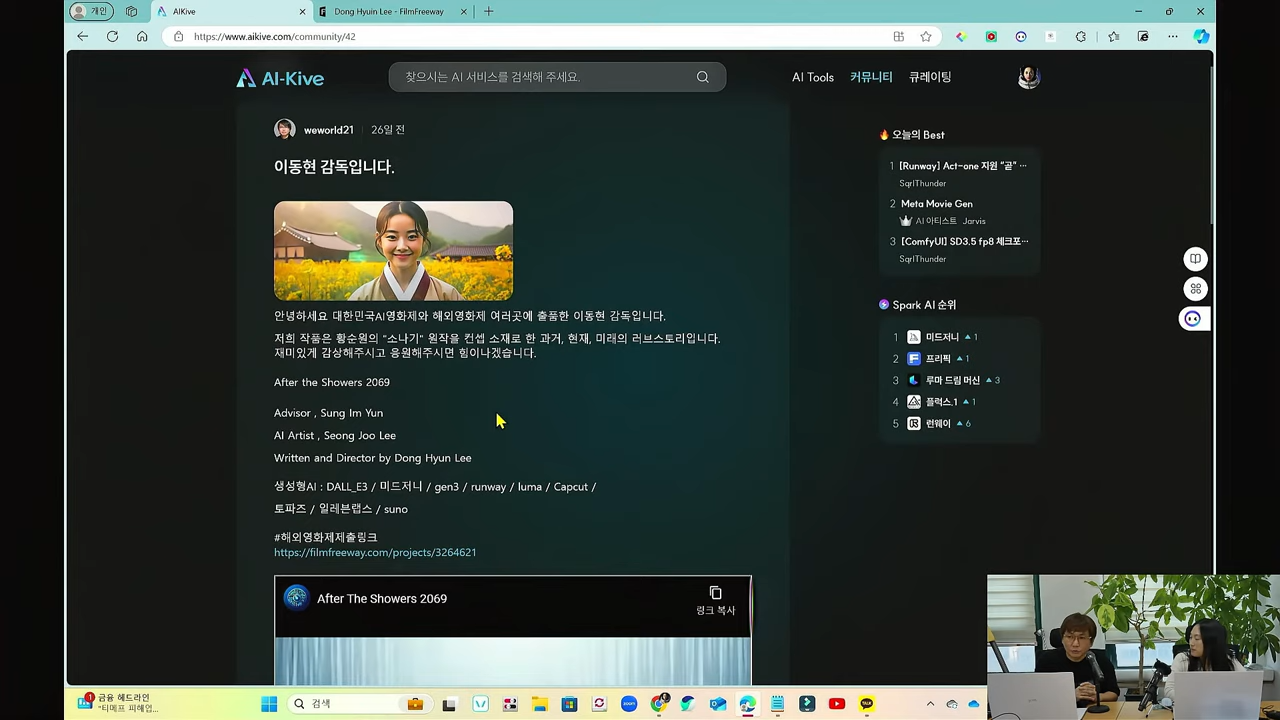 개인
AIKive
Dong Hyuin Lee - FilmFreeway
https://www.aikive.com/community/42
AI-Kive
찾으시는 AI 서비스를 검색해 주세요.
AI Tools
커뮤니티
큐레이팅
weworld21
26일 전
이동현 감독입니다.
안녕하세요 대한민국AI영화제와 해외영화제 여러곳에 출품한 이동현 감독입니다.
저희 작품은 황순원의 "소나기" 원작을 컨셉 소재로 한 과거, 현재, 미래의 러브스토리입니다.
재미있게 감상해주시고 응원해주시면 힘이나겠습니다.
After the Showers 2069
Advisor , Sung Im Yun
AI Artist , Seong Joo Lee
Written and Director by Dong Hyun Lee
생성형AI : DALL_E3 / 미드저니 / gen3 / runway / luma / Capcut /
토파즈 / 일레븐랩스 / suno
#해외영화제제출링크
https://filmfreeway.com/projects/3264621
After The Showers 2069
링크 복사
오늘의 Best
1 [Runway] Act-one 지원 "곧" ···
SqrlThunder
2 Meta Movie Gen
AI 아티스트 Jarvis
3 [ComfyUI] SD3.5 fp8 체크포···
SqrlThunder
Spark AI 순위
1 미드저니 ▲ 1
2 프리픽 ▲ 1
3 루마 드림 머신 ▲ 3
4 플럭스.1 ▲ 1
5 런웨이 ▲ 6
1
금융 헤드라인
"티메프 피해업...
검색
zoom
TALK